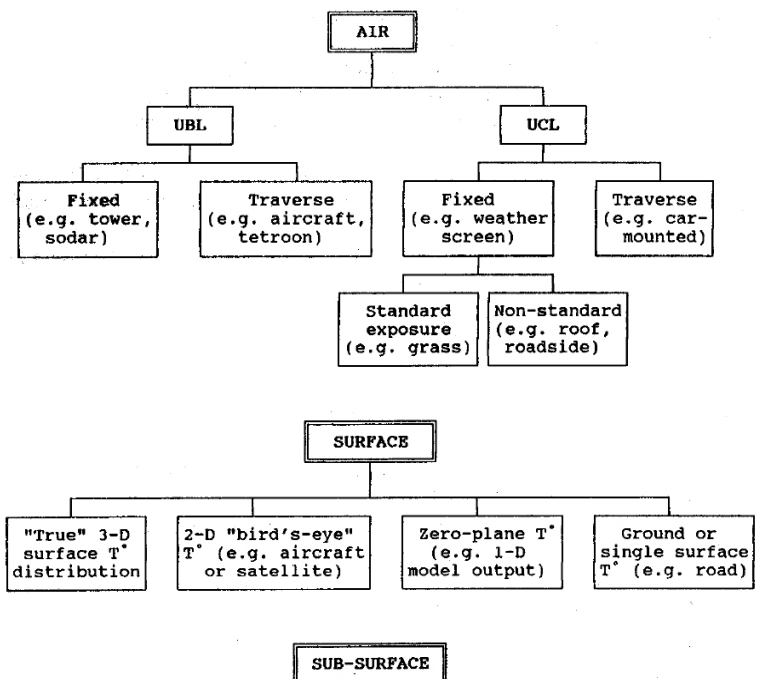 AIR
UBL
UCL
Fixed
(e.g. tower,
sodar)
Traverse
(e.g. aircraft,
tetroon)
Fixed
(e.g. weather
screen)
Traverse
(e.g. car-
mounted)
Standard
exposure
(e.g. grass)
Non-standard
(e.g. roof,
roadside)
SURFACE
"True" 3-D
surface T°
distribution
2-D "bird's-eye"
T° (e.g. aircraft
or satellite)
Zero-plane T°
(e.g. 1-D
model output)
Ground or
single surface
T° (e.g. road)
SUB-SURFACE